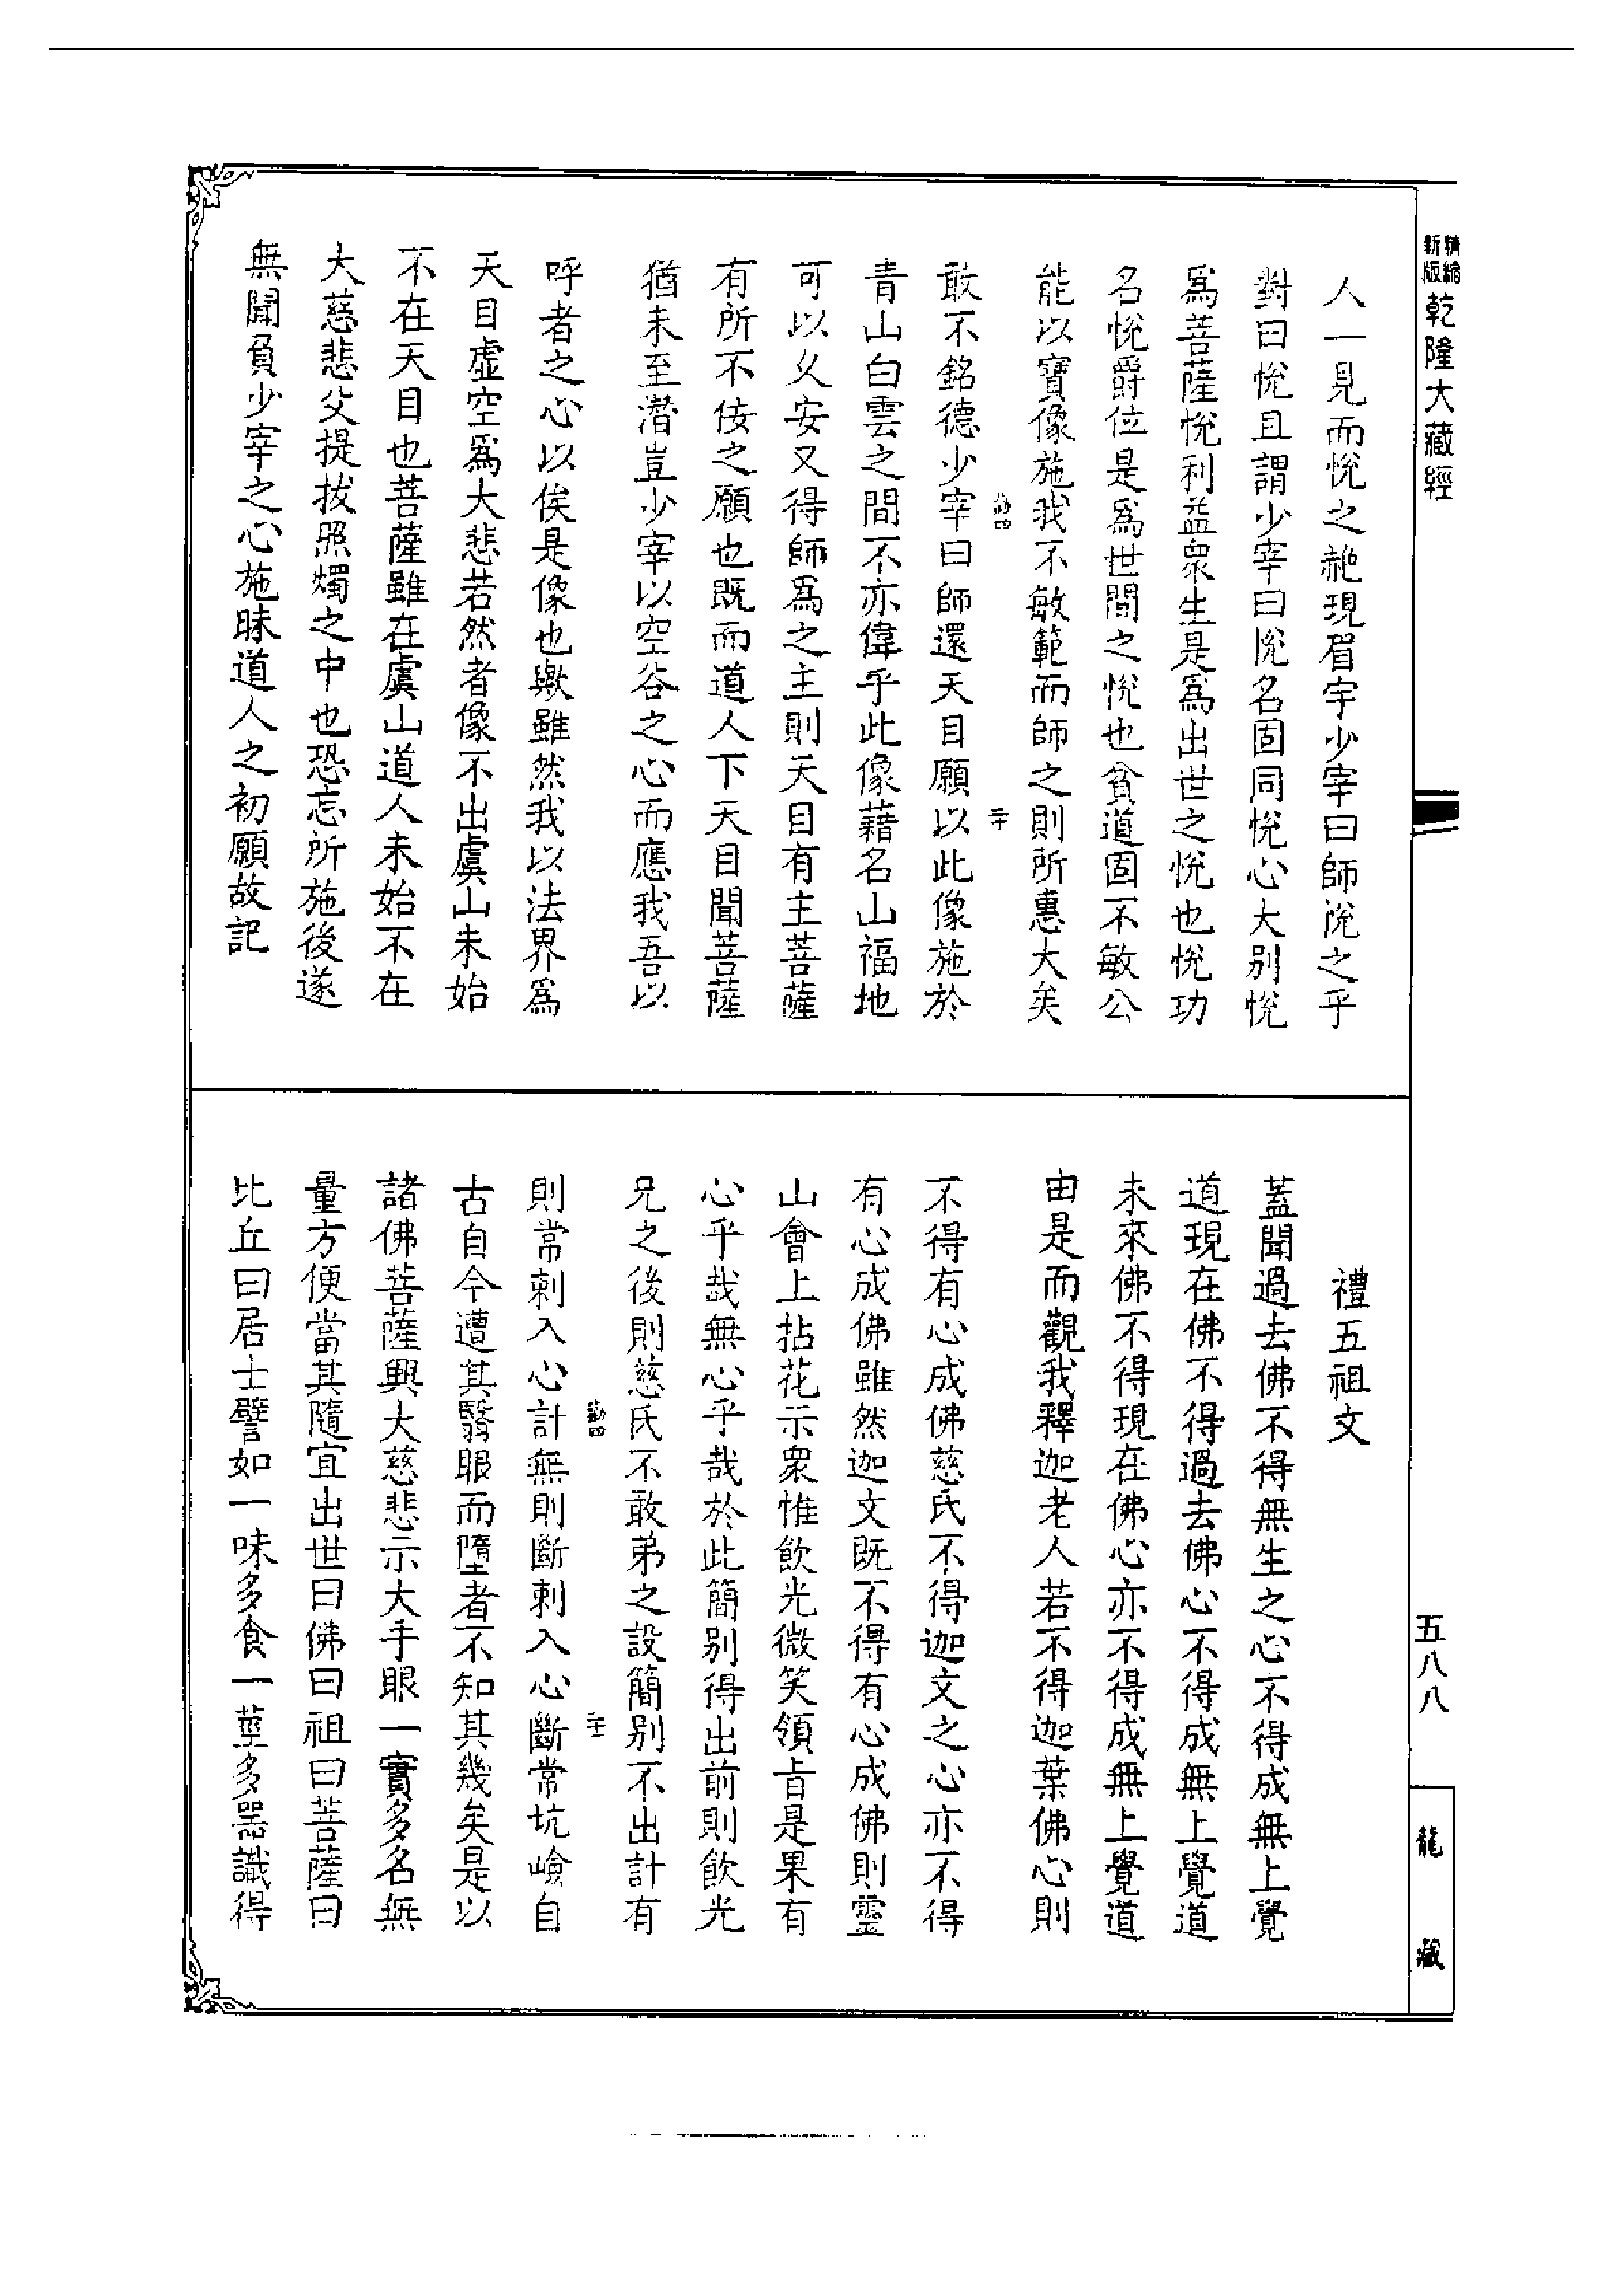 精縮新版乾隆大藏經
人一見而悅之艴現眉宇少宰曰師悅之乎
對曰悅且謂少宰曰悅名固同悅心大別悅
爲菩薩悅利益衆生是爲出世之悅也悅功
名悅爵位是爲世間之悅也貧道固不敏公
能以寶像施我不敏範而師之則所惠大矣
敢不銘德少宰曰師還天目願以此像施於
青山白雲之間不亦偉乎此像藉名山福地
可以久安又得師爲之主則天目有主菩薩
有所不佞之願也既而道人下天目聞菩薩
猶未至潛豈少宰以空谷之心而應我吾以
呼者之心以俟是像也歟雖然我以法界爲
天目虛空爲大悲若然者像不出虞山未始
不在天目也菩薩雖在虞山道人未始不在
大慈悲父提拔照燭之中也恐忘所施後遂
無聞負少宰之心施昧道人之初願故記
禮五祖文
蓋聞過去佛不得無生之心不得成無上覺
道現在佛不得過去佛心不得成無上覺道
未來佛不得現在佛心亦不得成無上覺道
由是而觀我釋迦老人若不得迦葉佛心則
不得有心成佛慈氏不得迦文之心亦不得
有心成佛雖然迦文既不得有心成佛則靈
山會上拈花示眾惟飲光微笑領旨是果有
心乎哉無心乎哉於此簡別得出前則飲光
兄之後則慈氏不敢弟之設簡別不出計有
則常刺入心計無則斷刺入心斷常坑嶮自
古自今遭其翳眼而墮者不知其幾矣是以
諸佛菩薩興大慈悲示大手眼一實多名無
量方便當其隨宜出世曰佛曰祖曰菩薩曰
比丘曰居士譬如一味多食一莖多器識得
五八八
龍藏